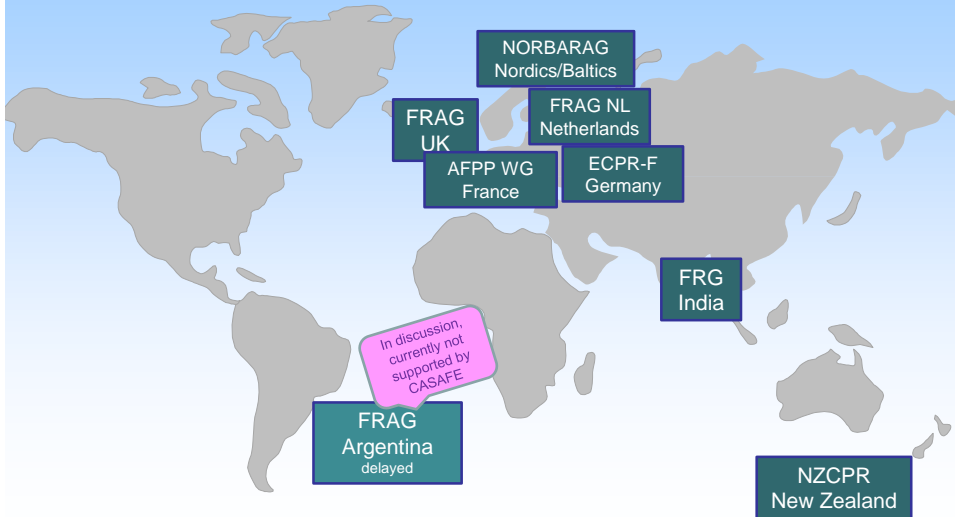 NORBARAG
Nordics/Baltics
FRAG
UK
FRAG NL
Netherlands
AFPP WG
France
ECPR-F
Germany
FRG
India
In discussion,
currently not
supported by
CASAFE
FRAG
Argentina
delayed
NZCPR
New Zealand